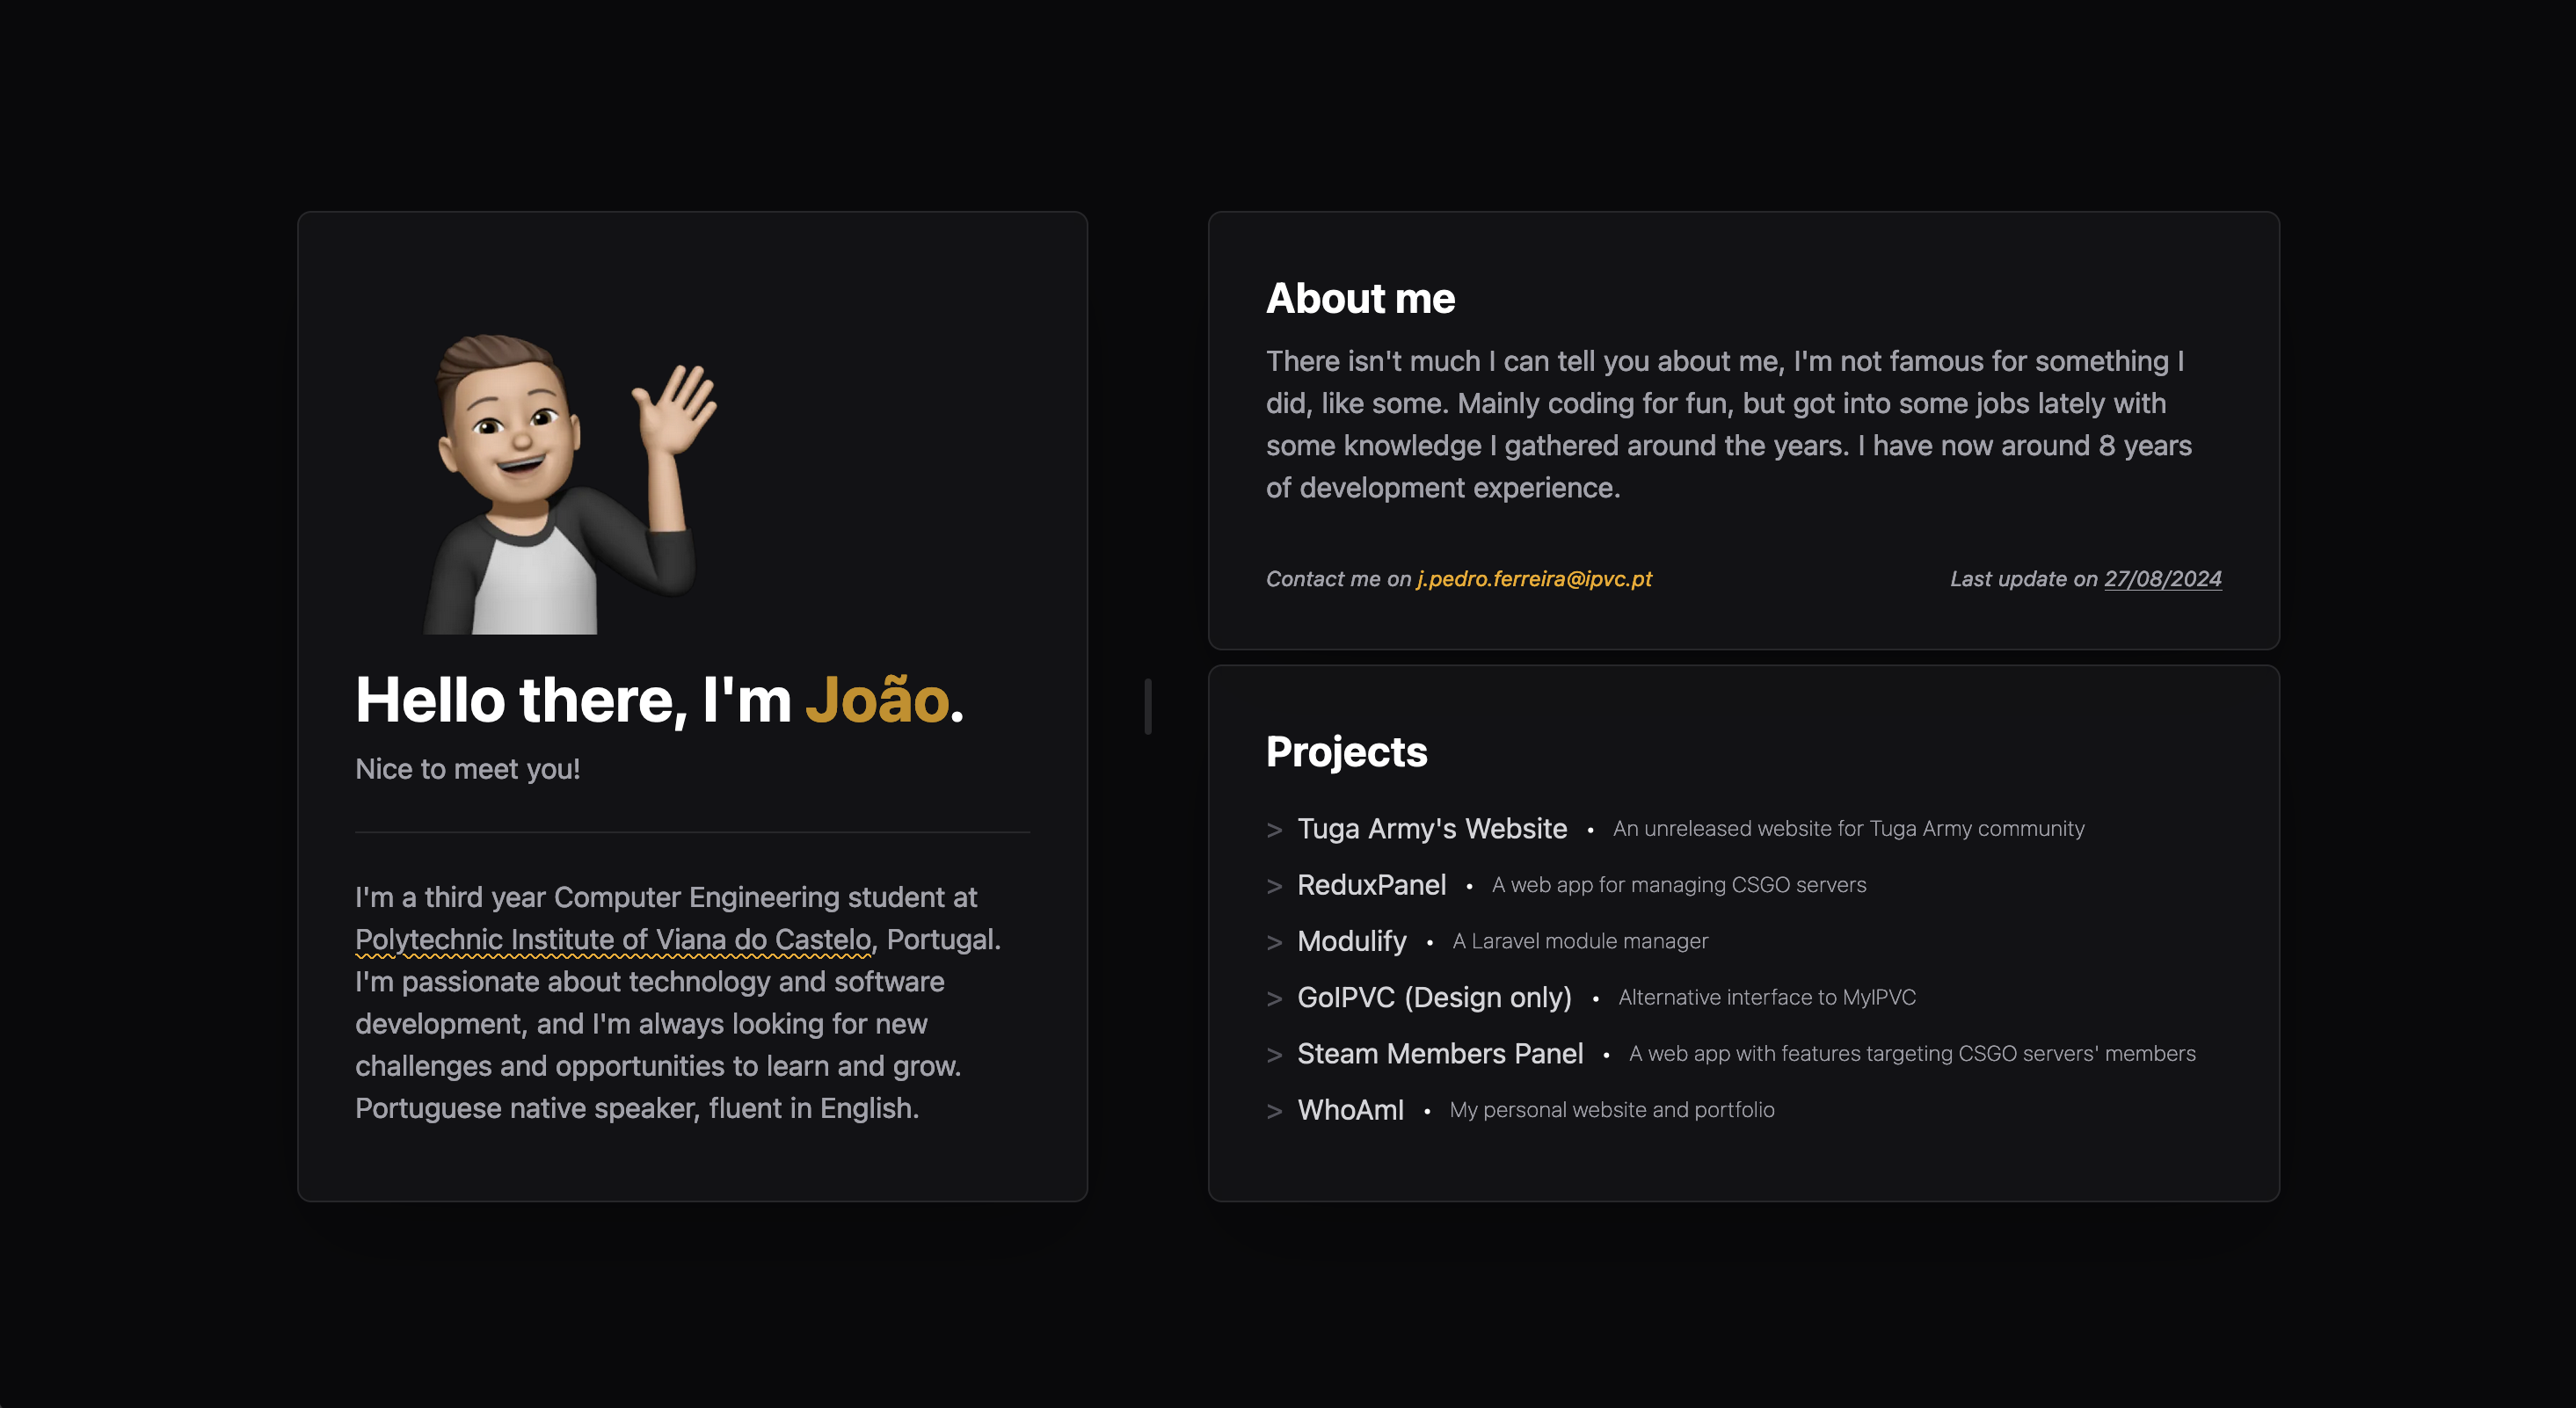 Hello there, I'm João.
Nice to meet you!
I'm a third year Computer Engineering student at
Polytechnic Institute of Viana do Castelo, Portugal.
I'm passionate about technology and software
development, and I'm always looking for new
challenges and opportunities to learn and grow.
Portuguese native speaker, fluent in English.
About me
There isn't much I can tell you about me, I'm not famous for something I
did, like some. Mainly coding for fun, but got into some jobs lately with
some knowledge I gathered around the years. I have now around 8 years
of development experience.
Contact me on j.pedro.ferreira@ipvc.pt
Last update on 27/08/2024
Projects
> Tuga Army's Website • An unreleased website for Tuga Army community
> ReduxPanel • A web app for managing CSGO servers
> Modulify • A Laravel module manager
> GoIPVC (Design only) • Alternative interface to MyIPVC
> Steam Members Panel • A web app with features targeting CSGO servers' members
> WhoAmI • My personal website and portfolio